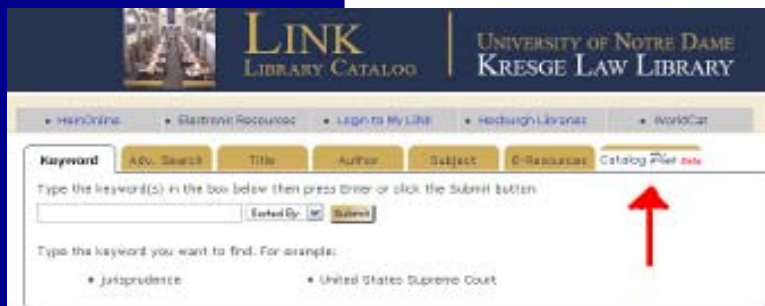 LINK
LIBRARY CATALOG
UNIVERSITY OF NOTRE DAME
KRESGE LAW LIBRARY
• HeinOnline • Electronic Resources • Login to My LINK • Hesburgh Libraries • WorldCat
Keyword Adv. Search Title Author Subject E-Resources Catalog Plus! Beta
Type the keyword(s) in the box below then press Enter or click the Submit button.
Sorted By Submit
Type the keyword you want to find. For example:
• jurisprudence • United States Supreme Court